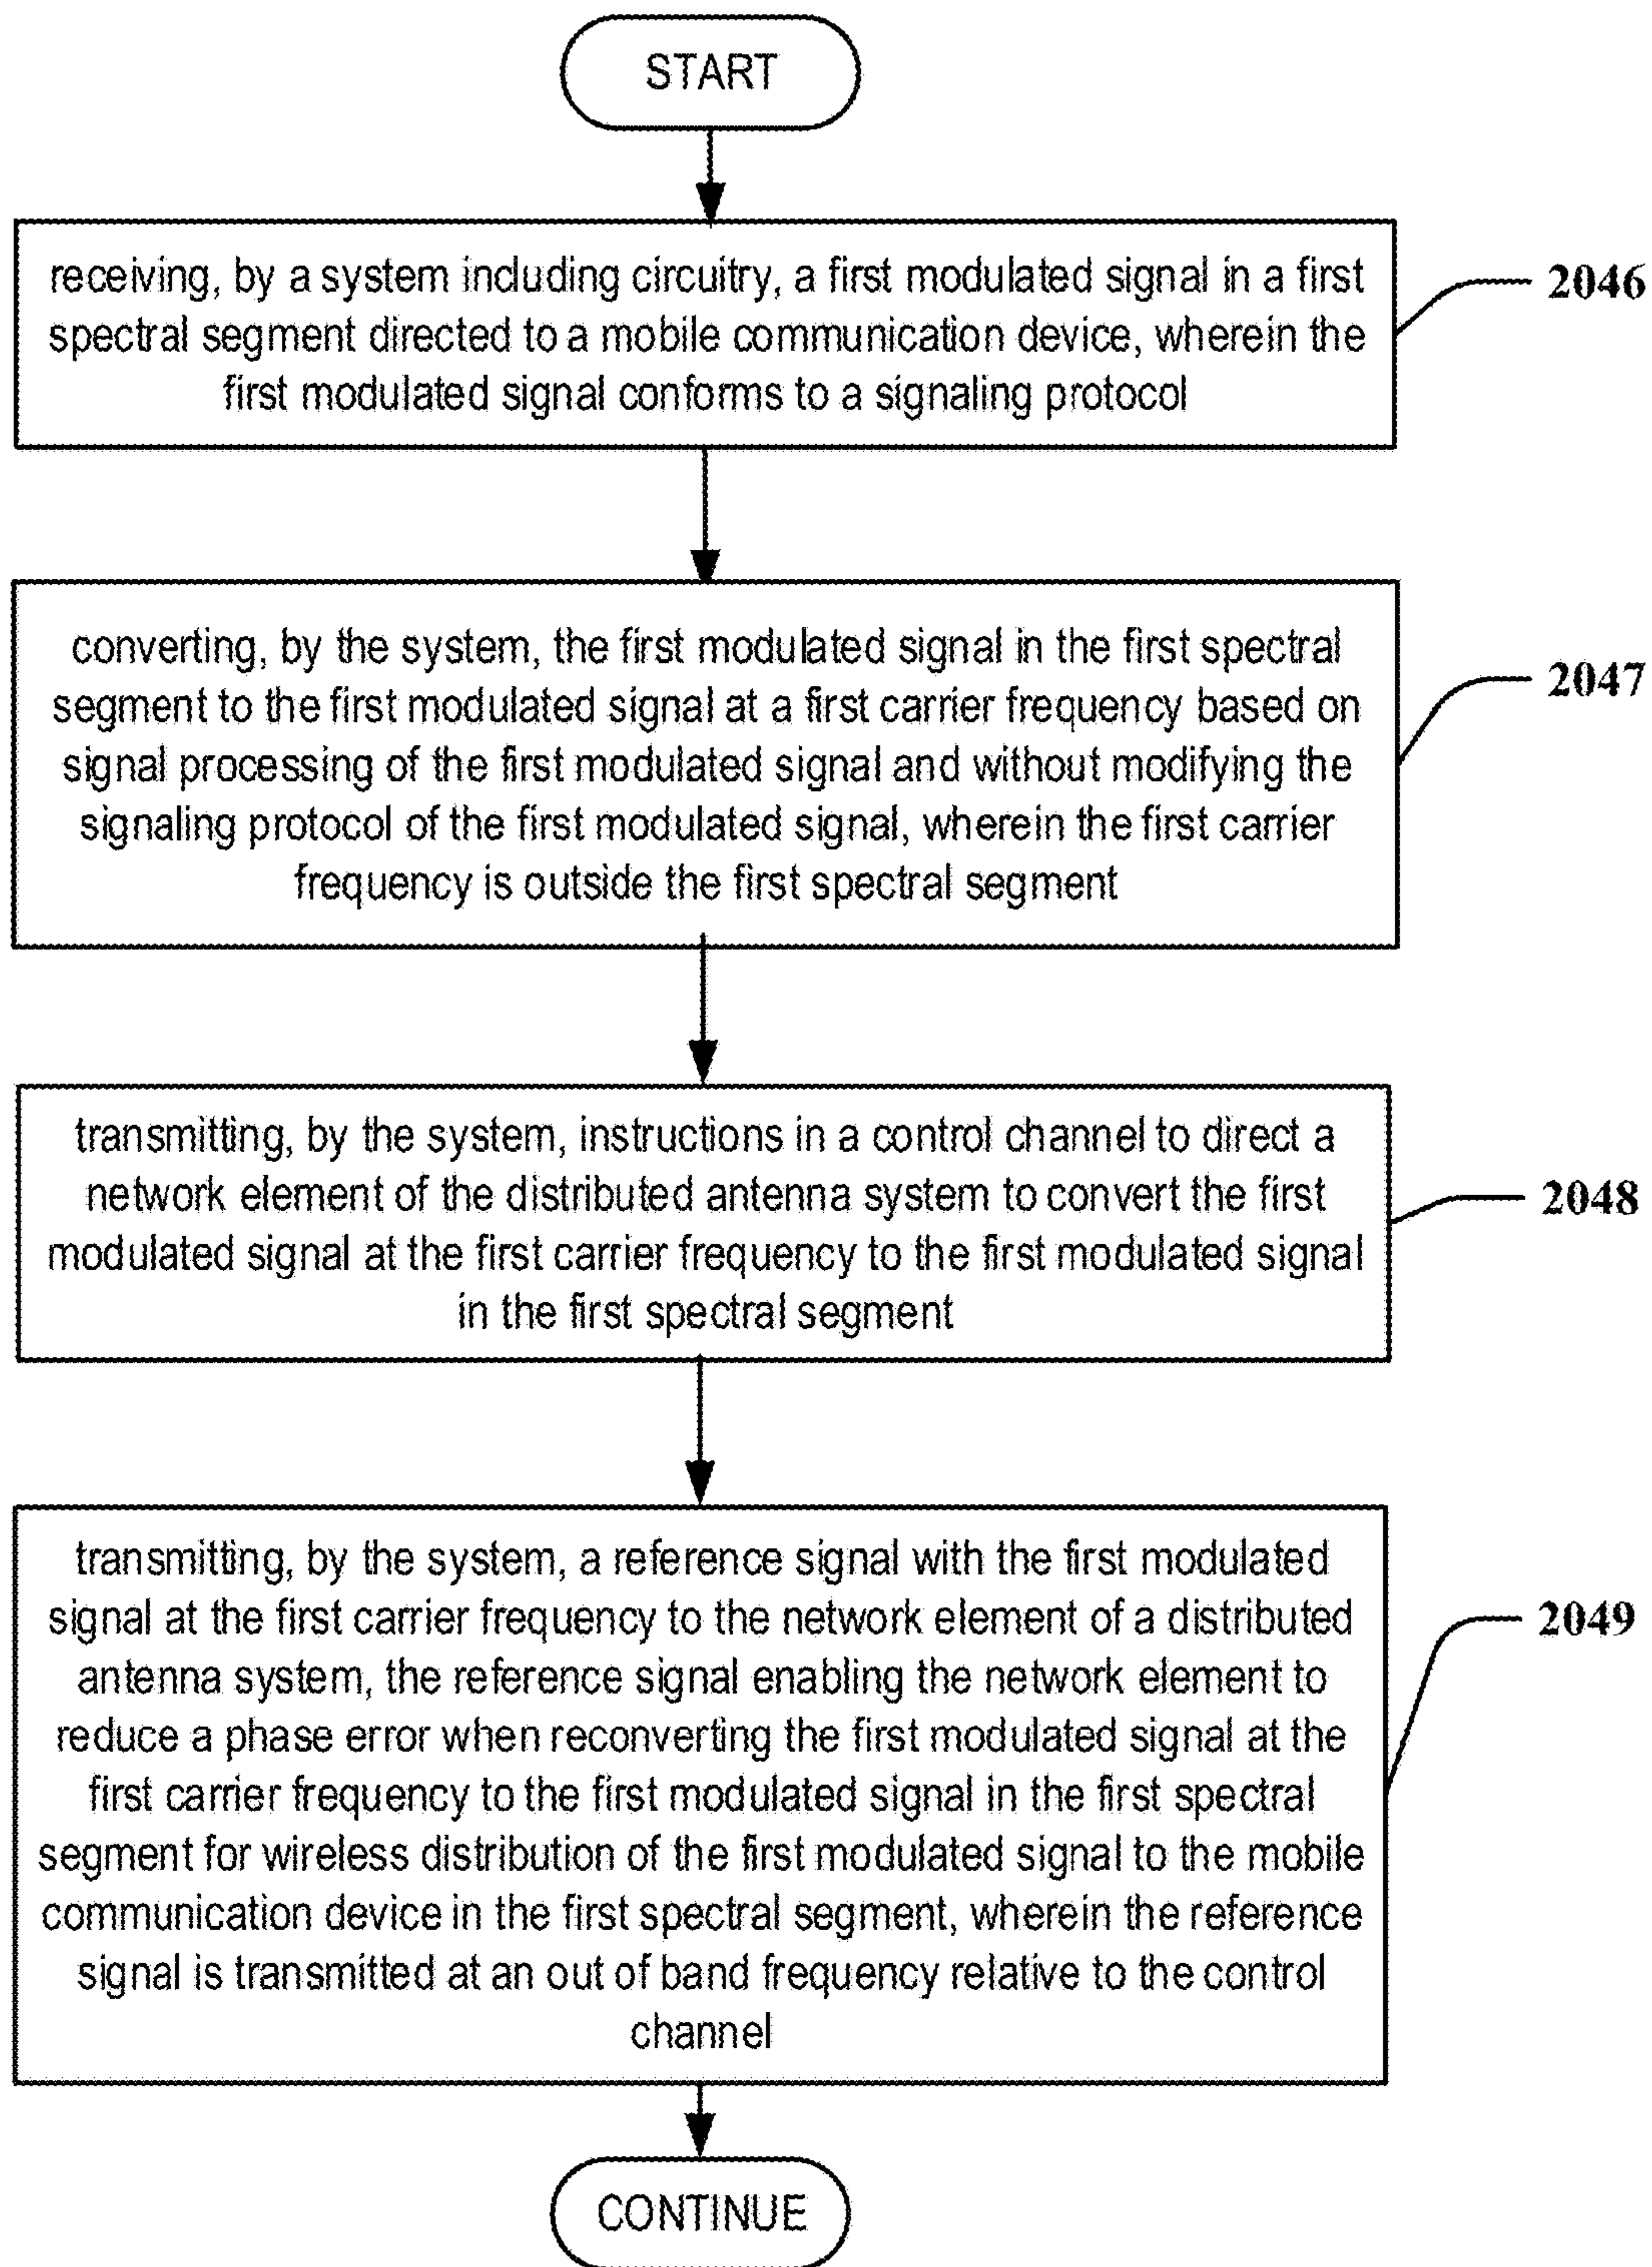 START
receiving, by a system including circuitry, a first modulated signal in a first
spectral segment directed to a mobile communication device, wherein the
first modulated signal conforms to a signaling protocol
2046
converting, by the system, the first modulated signal in the first spectral
segment to the first modulated signal at a first carrier frequency based on
signal processing of the first modulated signal and without modifying the
signaling protocol of the first modulated signal, wherein the first carrier
frequency is outside the first spectral segment
2047
transmitting, by the system, instructions in a control channel to direct a
network element of the distributed antenna system to convert the first
modulated signal at the first carrier frequency to the first modulated signal
in the first spectral segment
2048
transmitting, by the system, a reference signal with the first modulated
signal at the first carrier frequency to the network element of a distributed
antenna system, the reference signal enabling the network element to
reduce a phase error when reconverting the first modulated signal at the
first carrier frequency to the first modulated signal in the first spectral
segment for wireless distribution of the first modulated signal to the mobile
communication device in the first spectral segment, wherein the reference
signal is transmitted at an out of band frequency relative to the control
channel
2049
CONTINUE